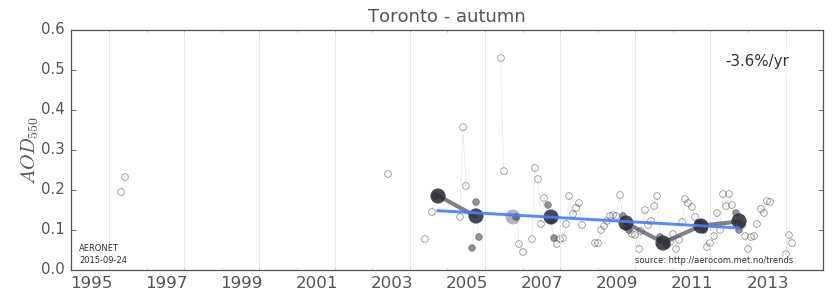 Toronto - autumn
0.6
-3.6%/yr
0.5
0.4
AOD550
0.3
0.2
0.1
AERONET
2015-09-24
source: http://aerocom.met.no/trends
0.0
1995 1997 1999 2001 2003 2005 2007 2009 2011 2013